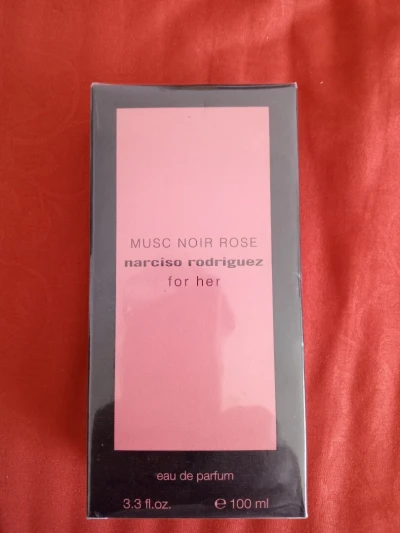 MUSC NOIR ROSE
narciso rodriguez
for her
eau de parfum
3.3 fl.oz. ℮ 100 ml